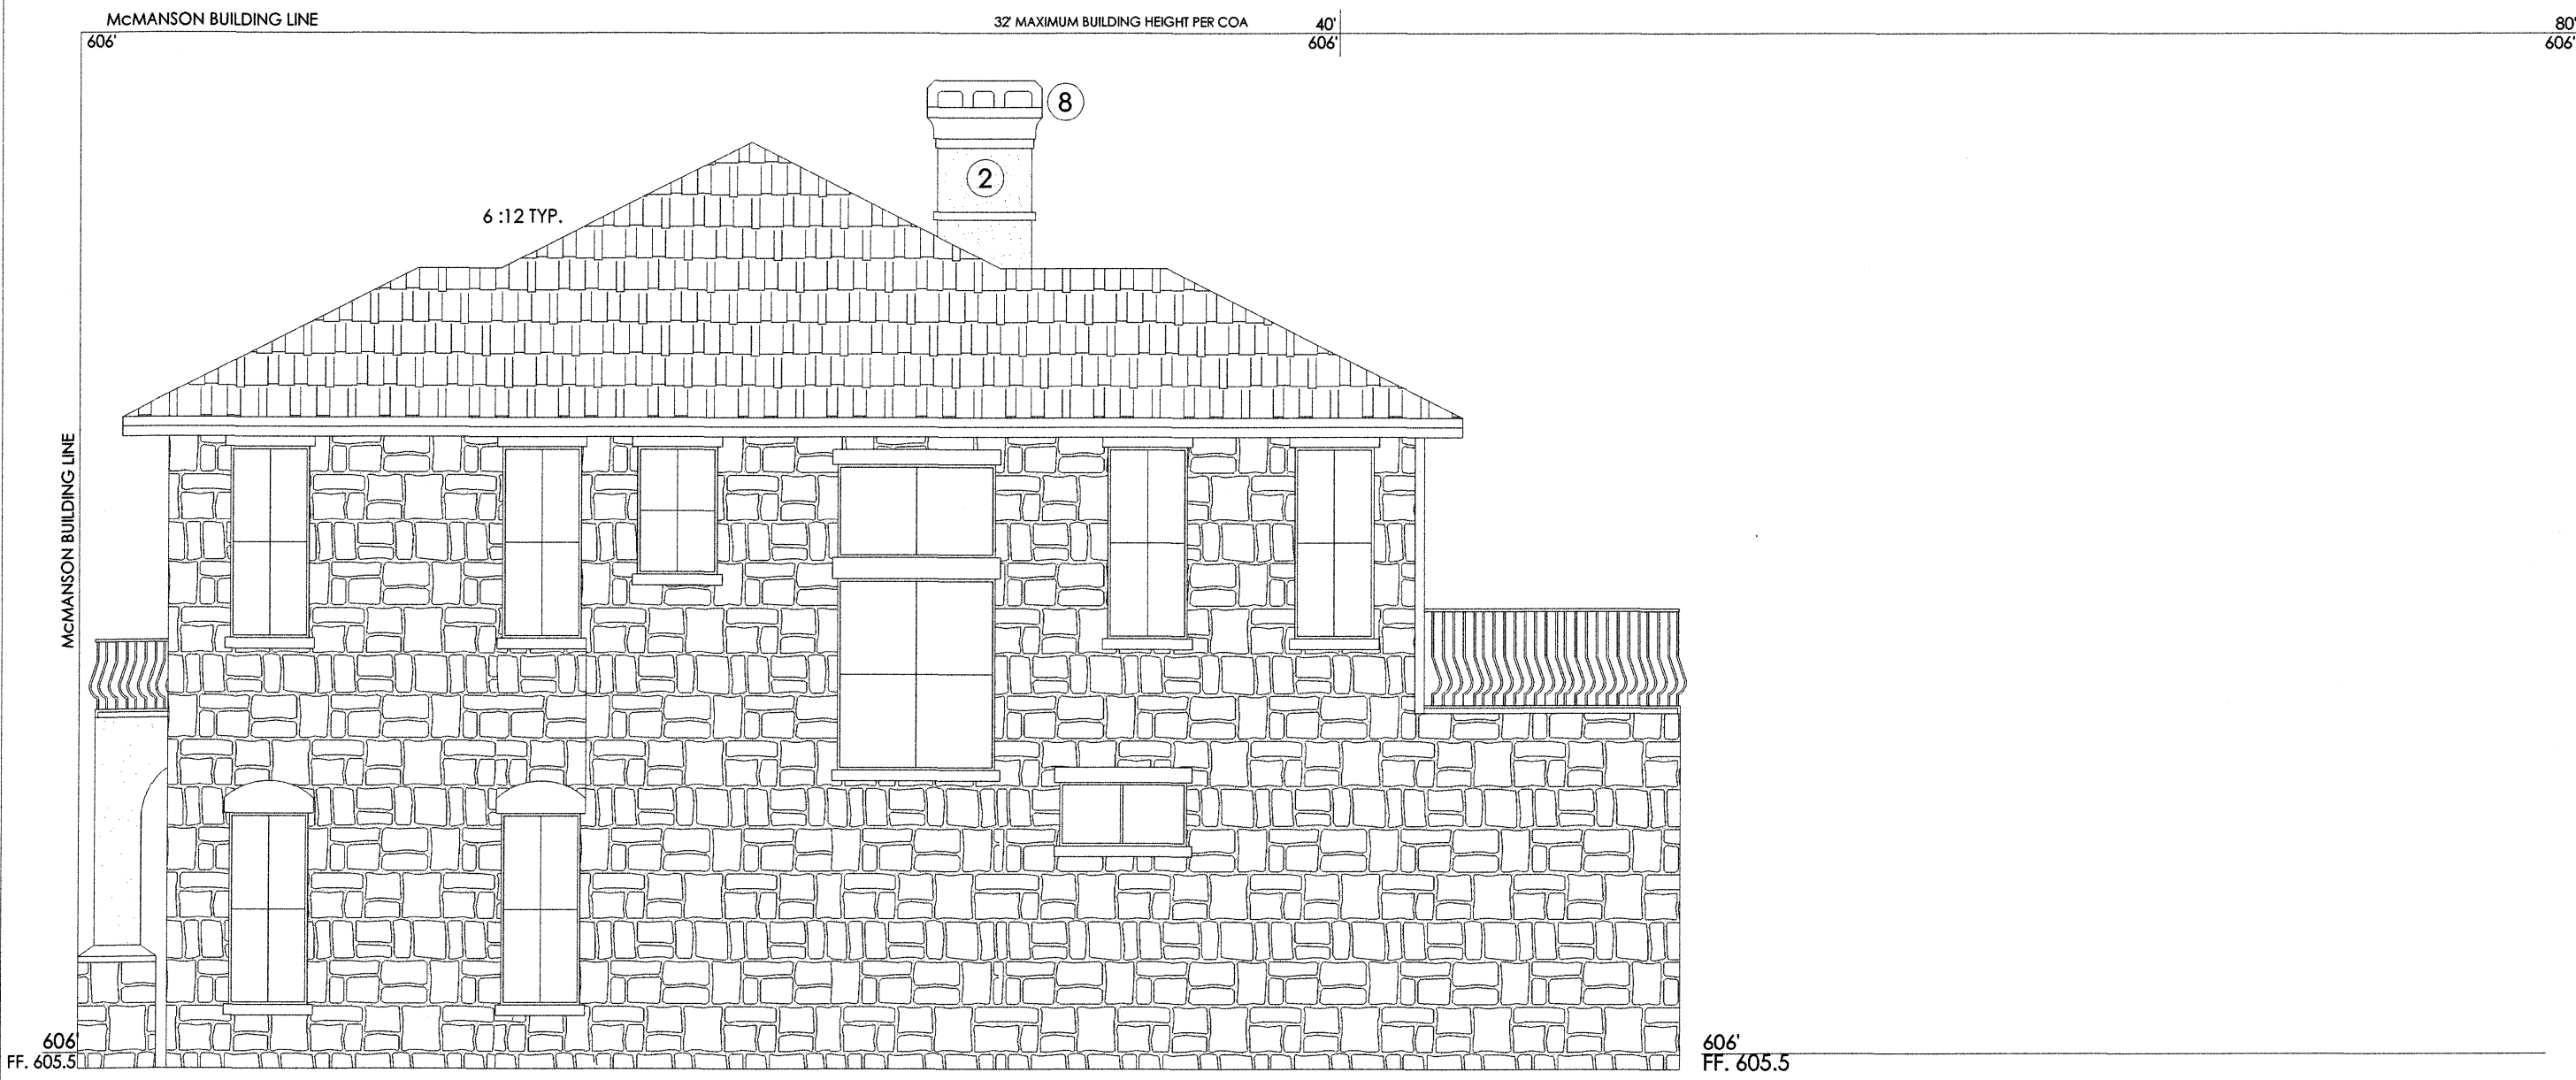 McMANSON BUILDING LINE
32' MAXIMUM BUILDING HEIGHT PER COA
40'
80'
606'
606'
606'
8
2
6 :12 TYP.
McMANSON BUILDING LINE
606'
FF. 605.5
606'
FF. 605.5